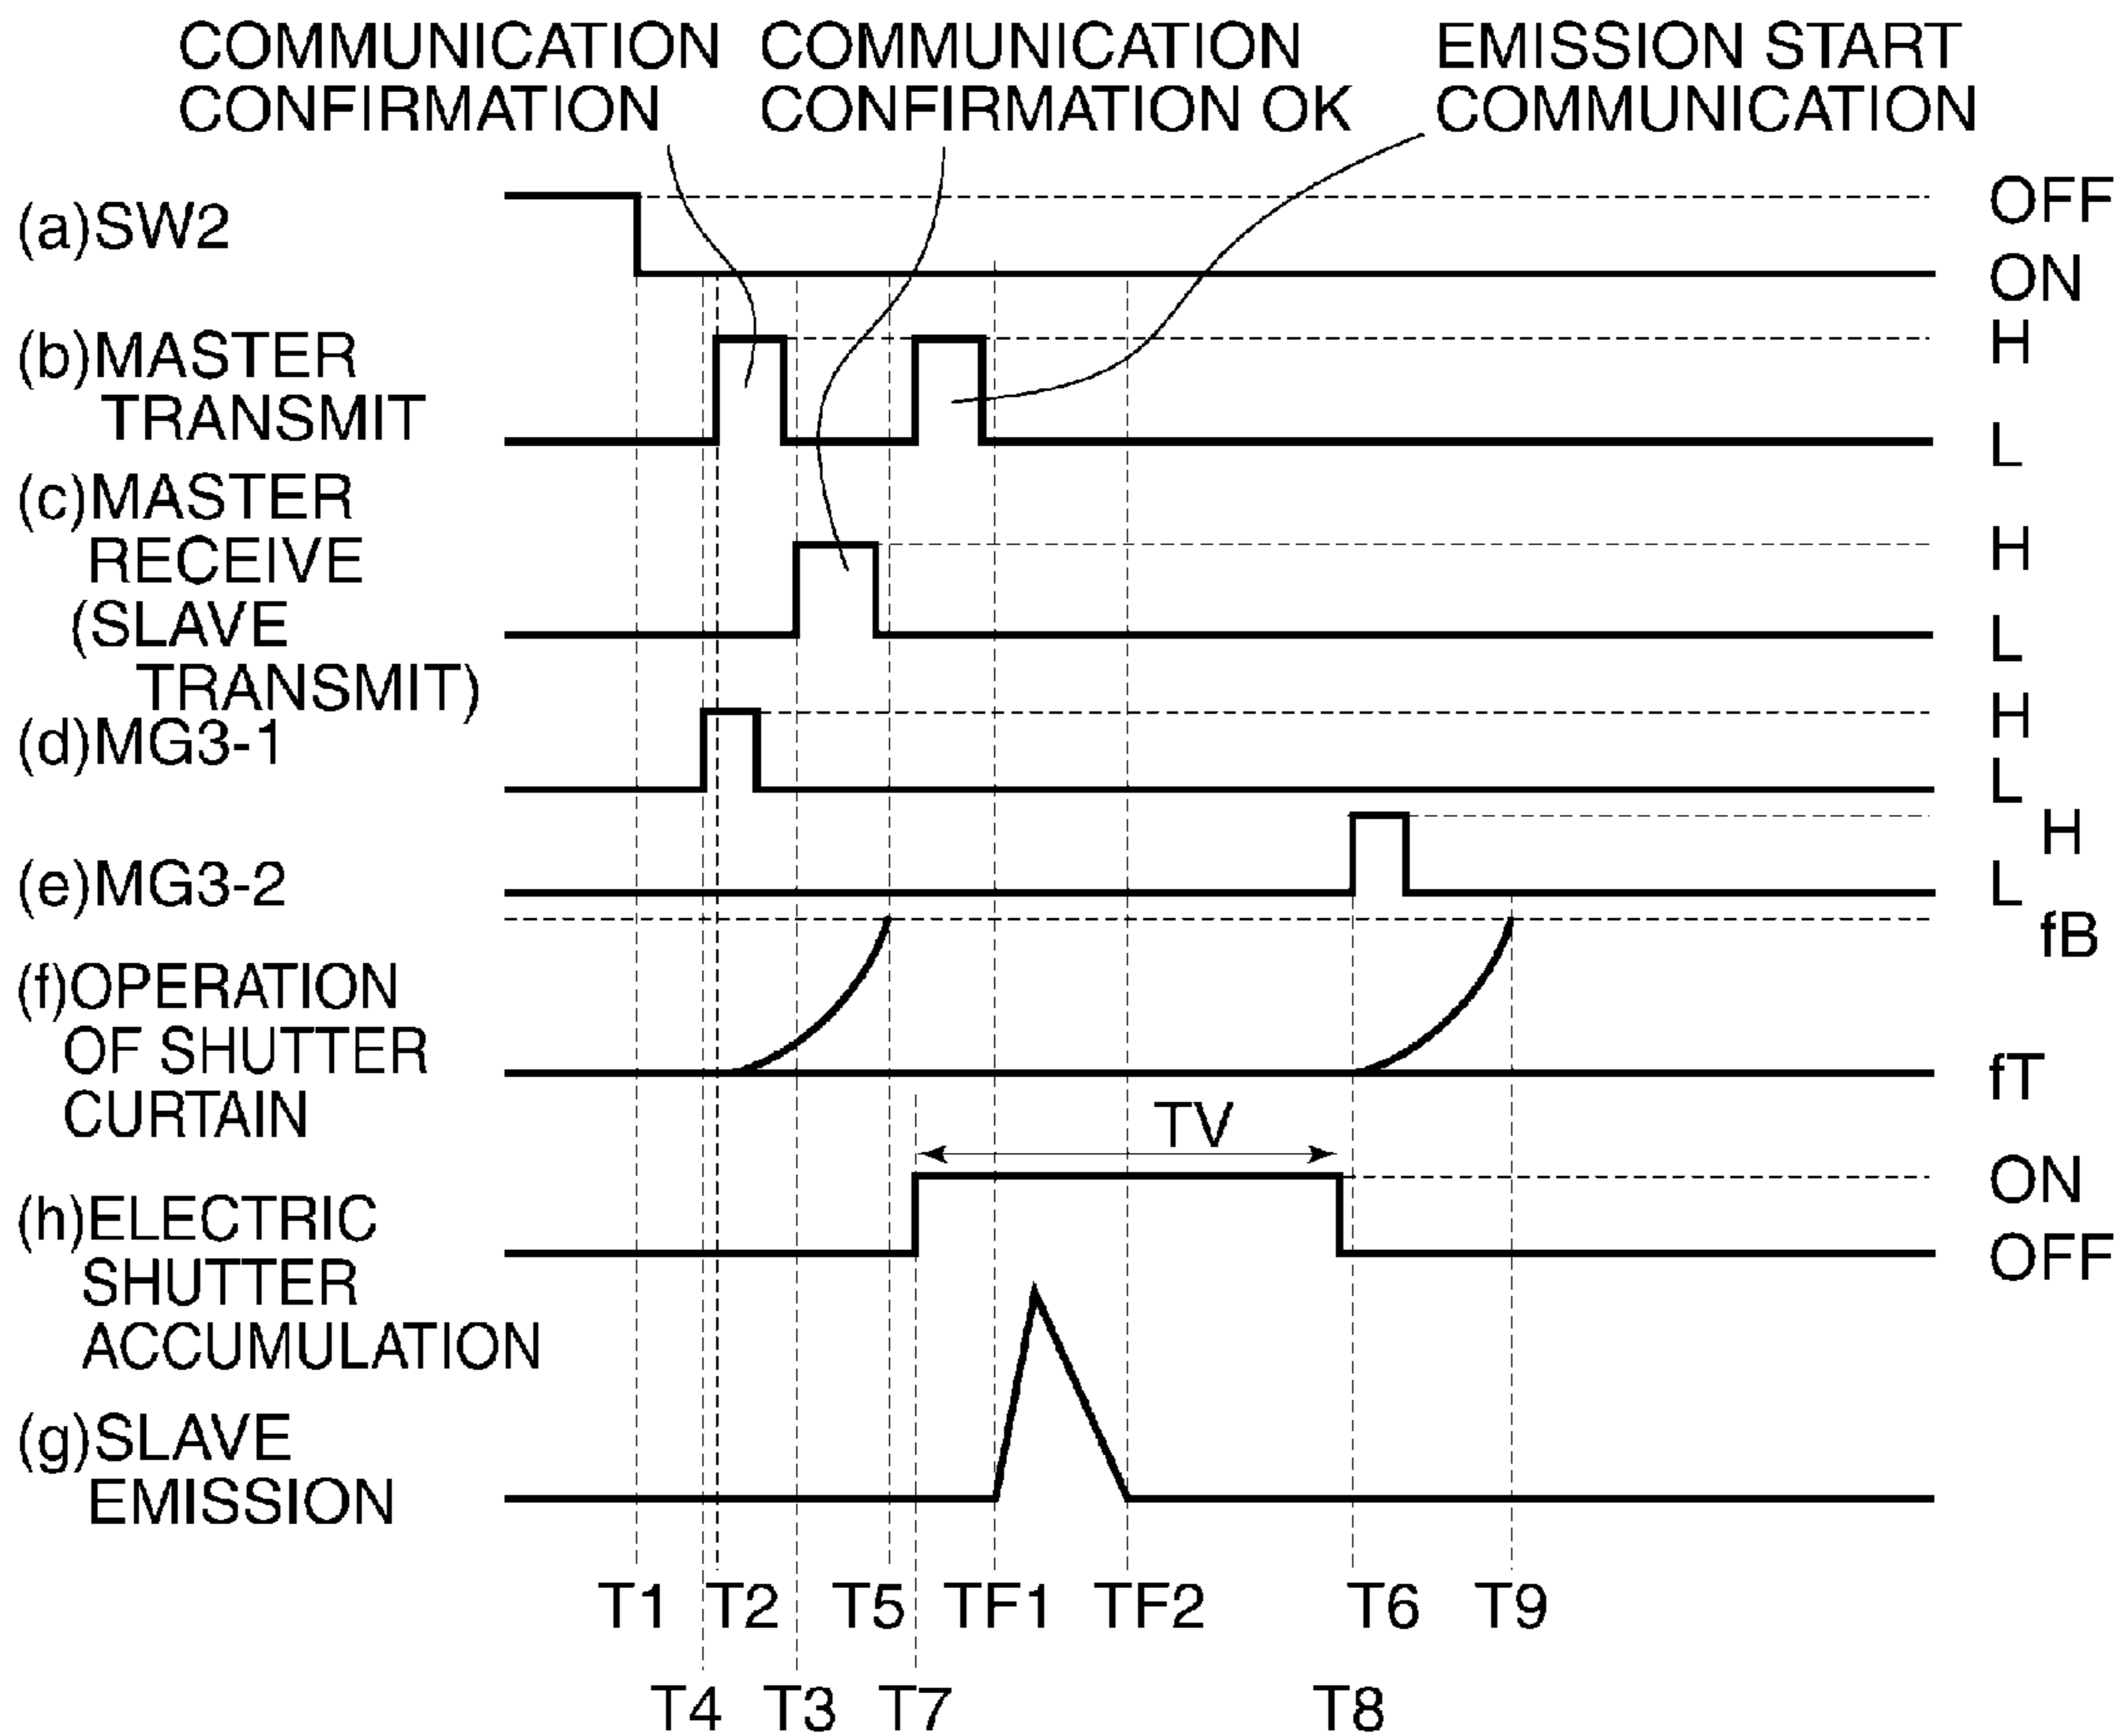 COMMUNICATION CONFIRMATION
COMMUNICATION CONFIRMATION OK
EMISSION START COMMUNICATION
(a)SW2
OFF
ON
(b)MASTER
TRANSMIT
H
L
(c)MASTER
RECEIVE
(SLAVE
TRANSMIT)
H
L
(d)MG3-1
H
L
(e)MG3-2
H
L
(f)OPERATION
OF SHUTTER
CURTAIN
fB
fT
TV
(h)ELECTRIC
SHUTTER
ACCUMULATION
ON
OFF
(g)SLAVE
EMISSION
T1 T2 T5 TF1 TF2 T6 T9
T4 T3 T7 T8